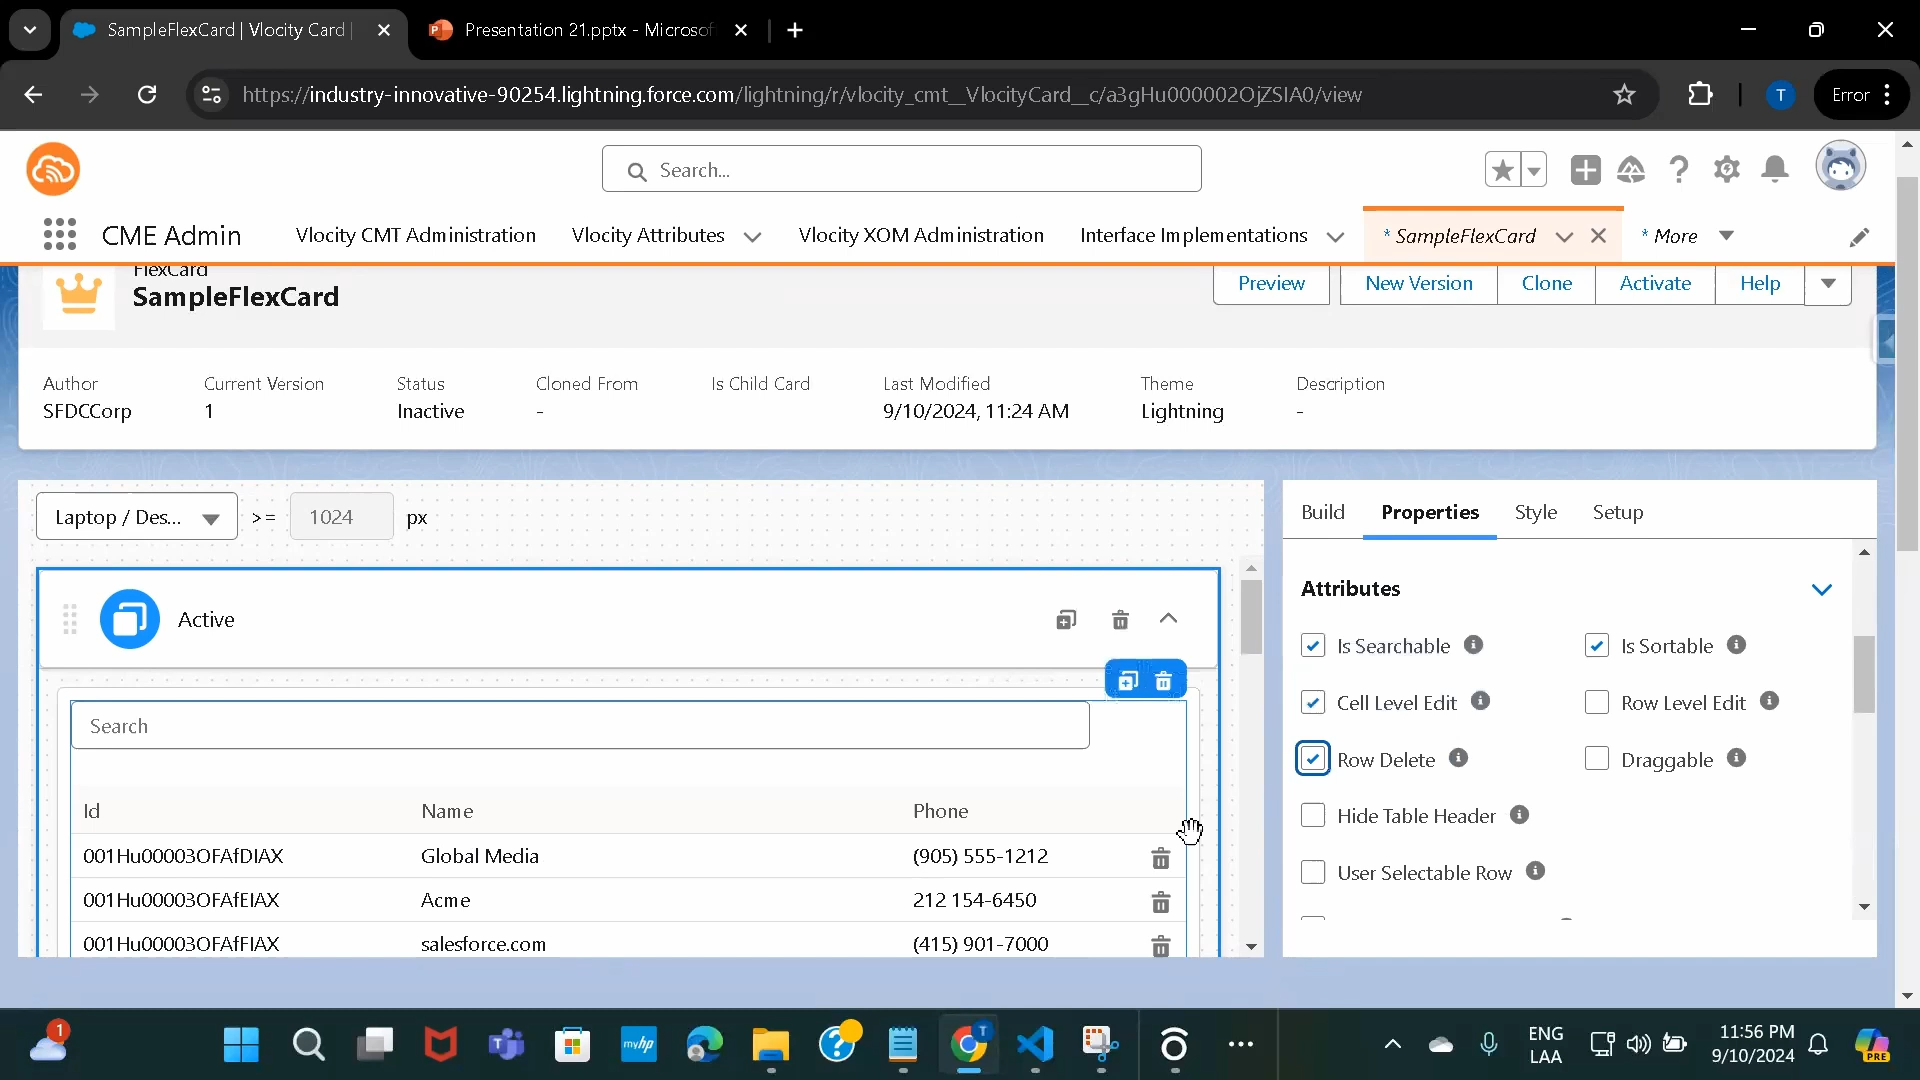 SampleFlexCard | Vlocity Card |
Presentation 21.pptx - Microsof
https://industry-innovative-90254.lightning.force.com/lightning/r/vlocity_cmt__VlocityCard__c/a3gHu000002OjZSIA0/view
T
Error
Search...
CME Admin
Vlocity CMT Administration
Vlocity Attributes
Vlocity XOM Administration
Interface Implementations
* SampleFlexCard
* More
FlexCard
SampleFlexCard
Preview
New Version
Clone
Activate
Help
Author
Current Version
Status
Cloned From
Is Child Card
Last Modified
Theme
Description
SFDCCorp
1
Inactive
-
9/10/2024, 11:24 AM
Lightning
-
Laptop / Des...
>=
1024
px
Build
Properties
Style
Setup
Active
Search
Id Name Phone
001Hu00003OFAfDIAX Global Media (905) 555-1212
001Hu00003OFAfEIAX Acme 212 154-6450
001Hu00003OFAfFIAX salesforce.com (415) 901-7000
Attributes
Is Searchable
Is Sortable
Cell Level Edit
Row Level Edit
Row Delete
Draggable
Hide Table Header
User Selectable Row
1
myhp
T
ENG
LAA
11:56 PM
9/10/2024
PRE